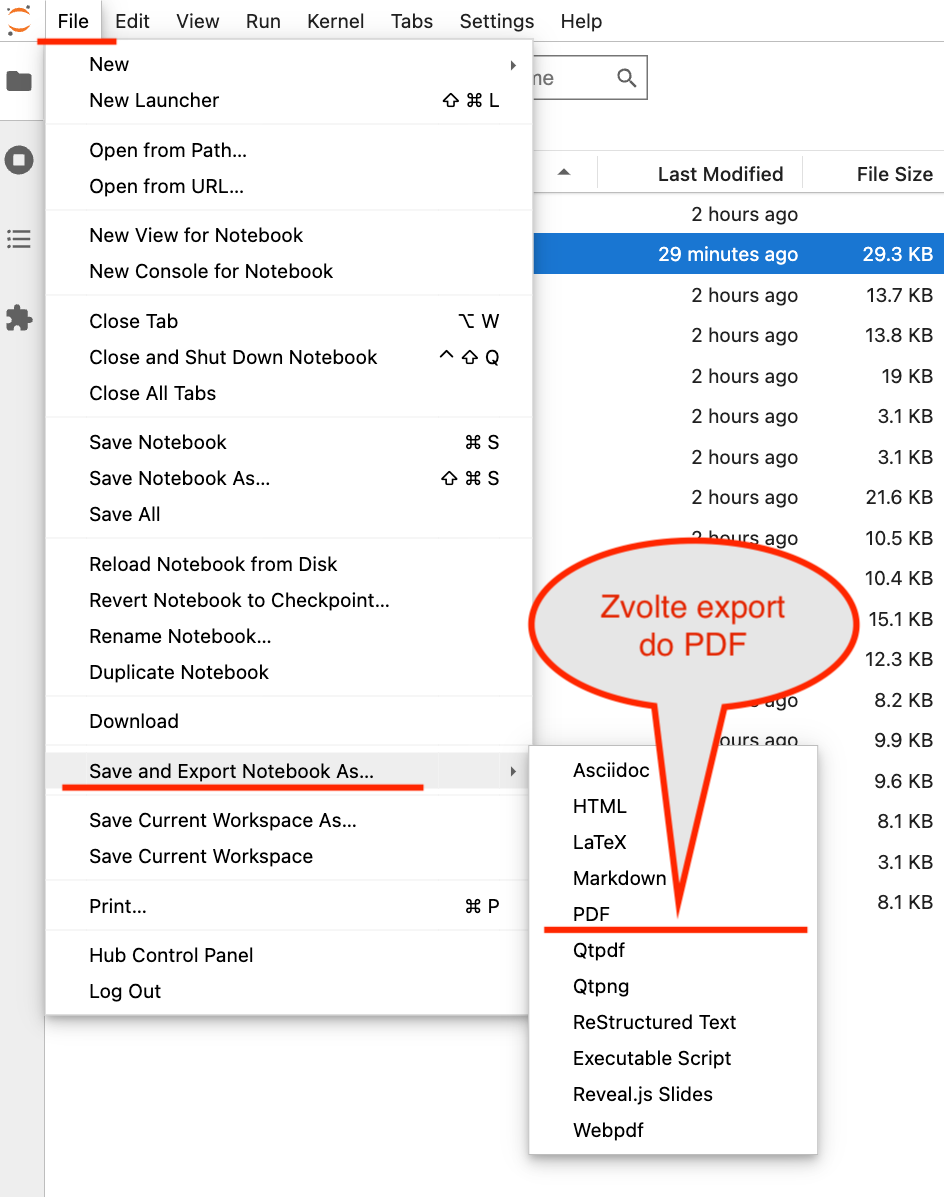 File Edit View Run Kernel Tabs Settings Help
New
New Launcher ⇧ ⌘ L
Open from Path...
Open from URL...
New View for Notebook
New Console for Notebook
Close Tab ⌥ W
Close and Shut Down Notebook ^ ⇧ Q
Close All Tabs
Save Notebook ⌘ S
Save Notebook As... ⇧ ⌘ S
Save All
Reload Notebook from Disk
Revert Notebook to Checkpoint...
Rename Notebook...
Duplicate Notebook
Download
Save and Export Notebook As...
Save Current Workspace As...
Save Current Workspace
Print... ⌘ P
Hub Control Panel
Log Out
Last Modified File Size
2 hours ago
29 minutes ago 29.3 KB
2 hours ago 13.7 KB
2 hours ago 13.8 KB
2 hours ago 19 KB
2 hours ago 3.1 KB
2 hours ago 3.1 KB
2 hours ago 21.6 KB
2 hours ago 10.5 KB
10.4 KB
15.1 KB
12.3 KB
ago 8.2 KB
ago 9.9 KB
9.6 KB
8.1 KB
3.1 KB
8.1 KB
Zvolte export
do PDF
Asciidoc
HTML
LaTeX
Markdown
PDF
Qtpdf
Qtpng
ReStructured Text
Executable Script
Reveal.js Slides
Webpdf